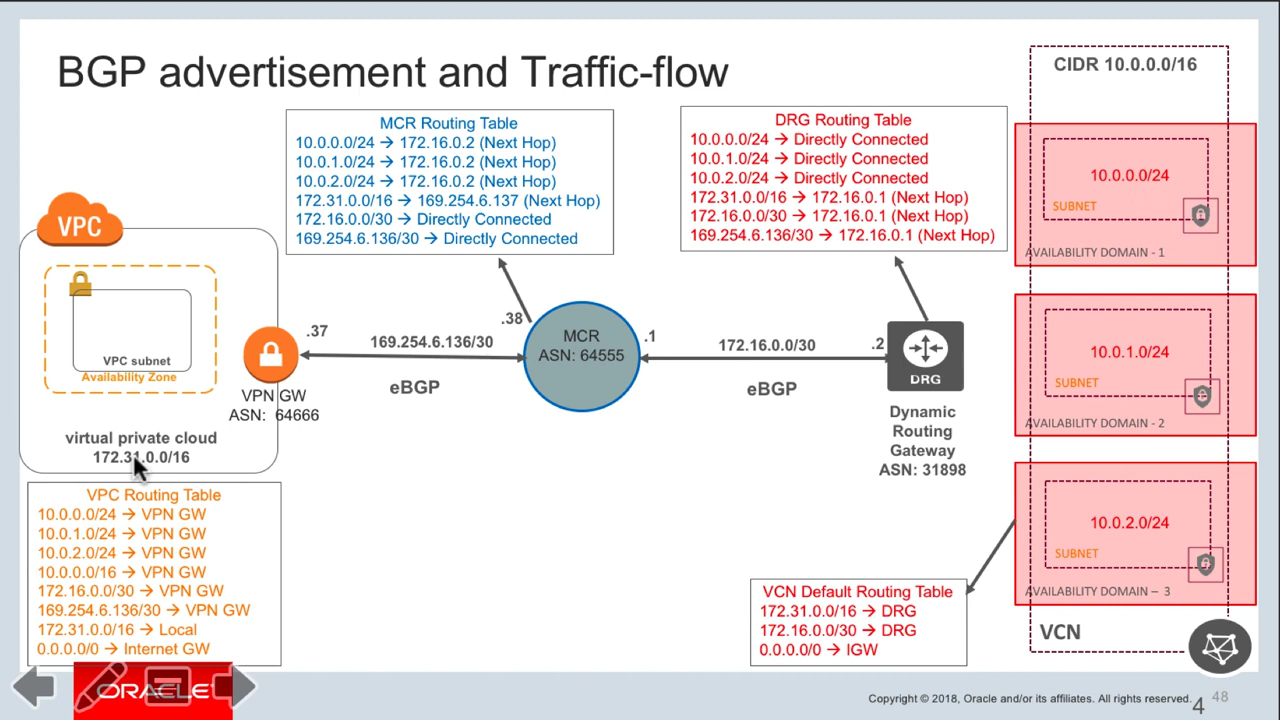 BGP advertisement and Traffic-flow
CIDR 10.0.0.0/16
MCR Routing Table
10.0.0.0/24 → 172.16.0.2 (Next Hop)
10.0.1.0/24 → 172.16.0.2 (Next Hop)
10.0.2.0/24 → 172.16.0.2 (Next Hop)
172.31.0.0/16 → 169.254.6.137 (Next Hop)
172.16.0.0/30 → Directly Connected
169.254.6.136/30 → Directly Connected
DRG Routing Table
10.0.0.0/24 → Directly Connected
10.0.1.0/24 → Directly Connected
10.0.2.0/24 → Directly Connected
172.31.0.0/16 → 172.16.0.1 (Next Hop)
172.16.0.0/30 → 172.16.0.1 (Next Hop)
169.254.6.136/30 → 172.16.0.1 (Next Hop)
10.0.0.0/24
SUBNET
AVAILABILITY DOMAIN - 1
VPC
VPC subnet
Availability Zone
virtual private cloud
172.31.0.0/16
.37
VPN GW
ASN: 64666
169.254.6.136/30
eBGP
.38
MCR
ASN: 64555
.1
172.16.0.0/30
eBGP
.2
DRG
Dynamic
Routing
Gateway
ASN: 31898
10.0.1.0/24
SUBNET
AVAILABILITY DOMAIN - 2
10.0.2.0/24
SUBNET
AVAILABILITY DOMAIN – 3
VCN
VPC Routing Table
10.0.0.0/24 → VPN GW
10.0.1.0/24 → VPN GW
10.0.2.0/24 → VPN GW
10.0.0.0/16 → VPN GW
172.16.0.0/30 → VPN GW
169.254.6.136/30 → VPN GW
172.31.0.0/16 → Local
0.0.0.0/0 → Internet GW
VCN Default Routing Table
172.31.0.0/16 → DRG
172.16.0.0/30 → DRG
0.0.0.0/0 → IGW
ORACLE
Copyright © 2018, Oracle and/or its affiliates. All rights reserved.
4
48